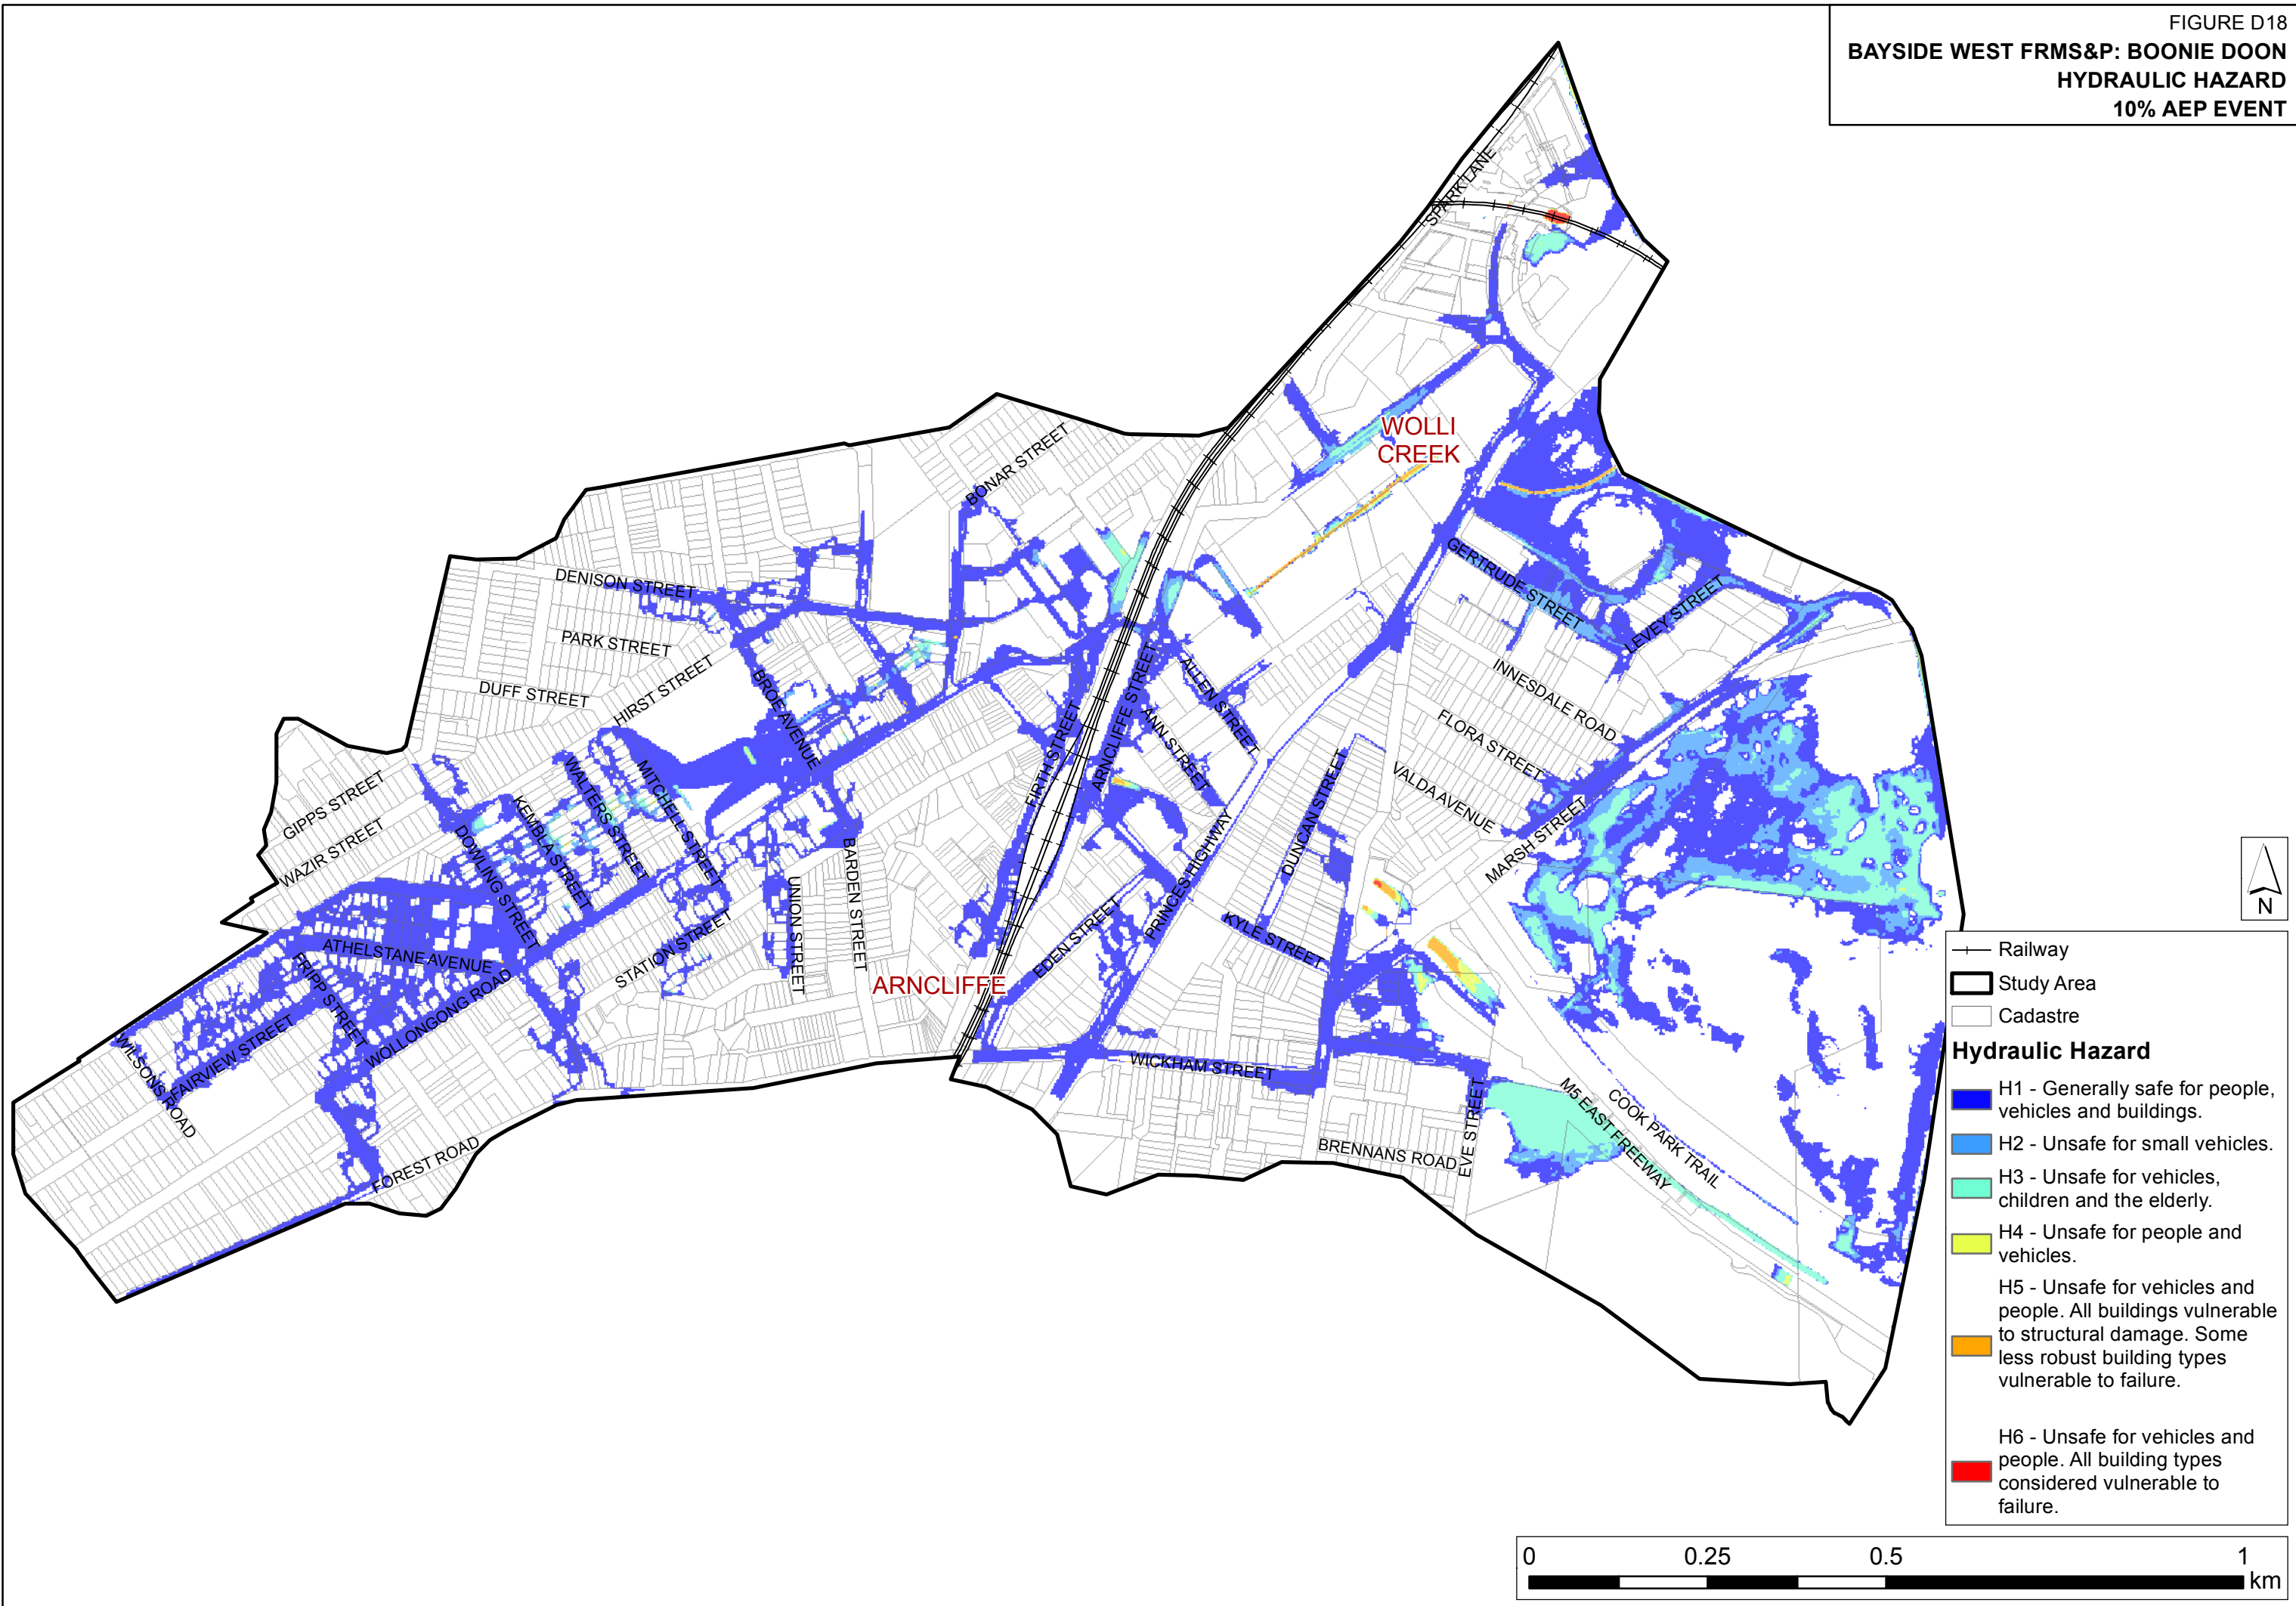 FIGURE D18
BAYSIDE WEST FRMS&P: BOONIE DOON
HYDRAULIC HAZARD
10% AEP EVENT
SPARK LANE
WOLLI
CREEK
BONAR STREET
DENISON STREET
PARK STREET
DUFF STREET
HIRST STREET
BROE AVENUE
GERTRUDE STREET
LEVEY STREET
INNESDALE ROAD
FLORA STREET
VALDA AVENUE
MARSH STREET
ALLEN STREET
ANN STREET
ARNCLIFFE STREET
FIRTH STREET
DUNCAN STREET
PRINCES HIGHWAY
KYLE STREET
EDEN STREET
WICKHAM STREET
GIPPS STREET
WAZIR STREET
WALTERS STREET
MITCHELL STREET
KEMBLA STREET
DOWLING STREET
BARDEN STREET
UNION STREET
STATION STREET
ARNCLIFFE
ATHELSTANE AVENUE
FRIPP STREET
WOLLONGONG ROAD
FAIRVIEW STREET
WILSONS ROAD
FOREST ROAD
BRENNANS ROAD
EVE STREET
M5 EAST FREEWAY
COOK PARK TRAIL
N
Railway
Study Area
Cadastre
Hydraulic Hazard
H1 - Generally safe for people,
vehicles and buildings.
H2 - Unsafe for small vehicles.
H3 - Unsafe for vehicles,
children and the elderly.
H4 - Unsafe for people and
vehicles.
H5 - Unsafe for vehicles and
people. All buildings vulnerable
to structural damage. Some
less robust building types
vulnerable to failure.
H6 - Unsafe for vehicles and
people. All building types
considered vulnerable to
failure.
0 0.25 0.5 1
km